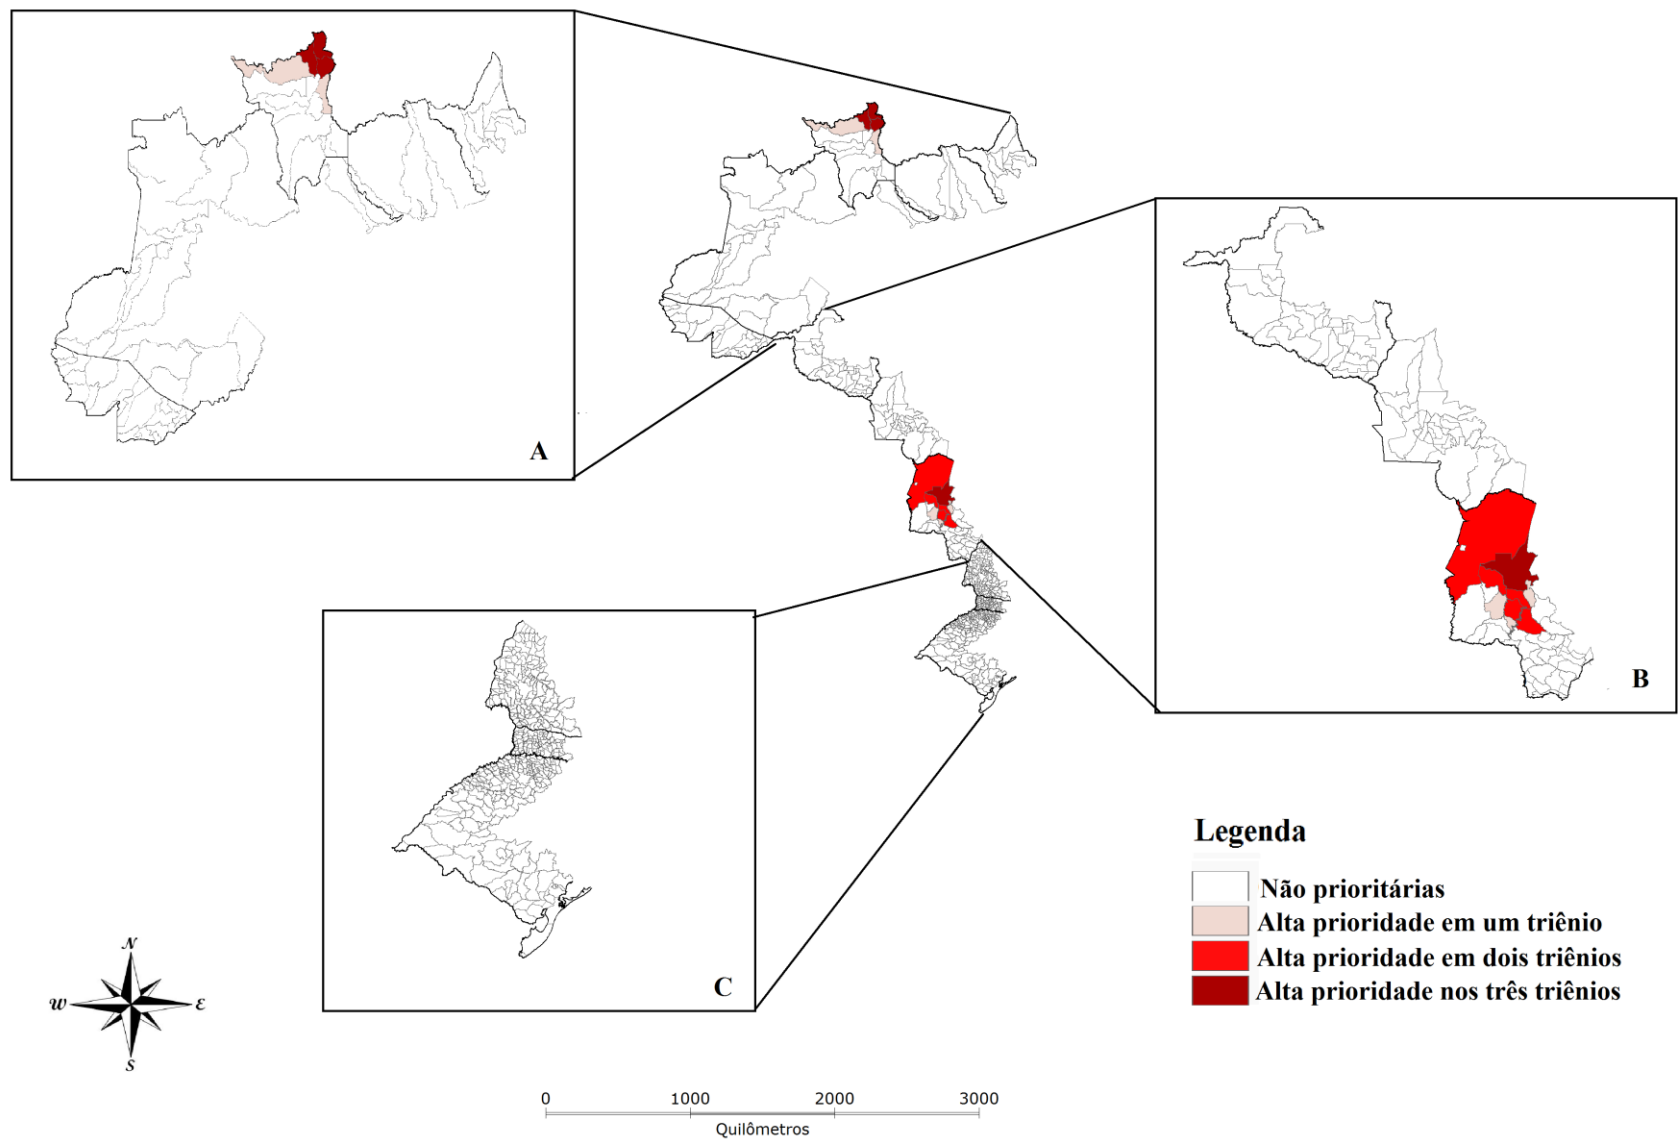 A
B
C
Legenda
Não prioritárias
Alta prioridade em um triênio
Alta prioridade em dois triênios
Alta prioridade nos três triênios
N
W
E
S
0 1000 2000 3000
Quilômetros